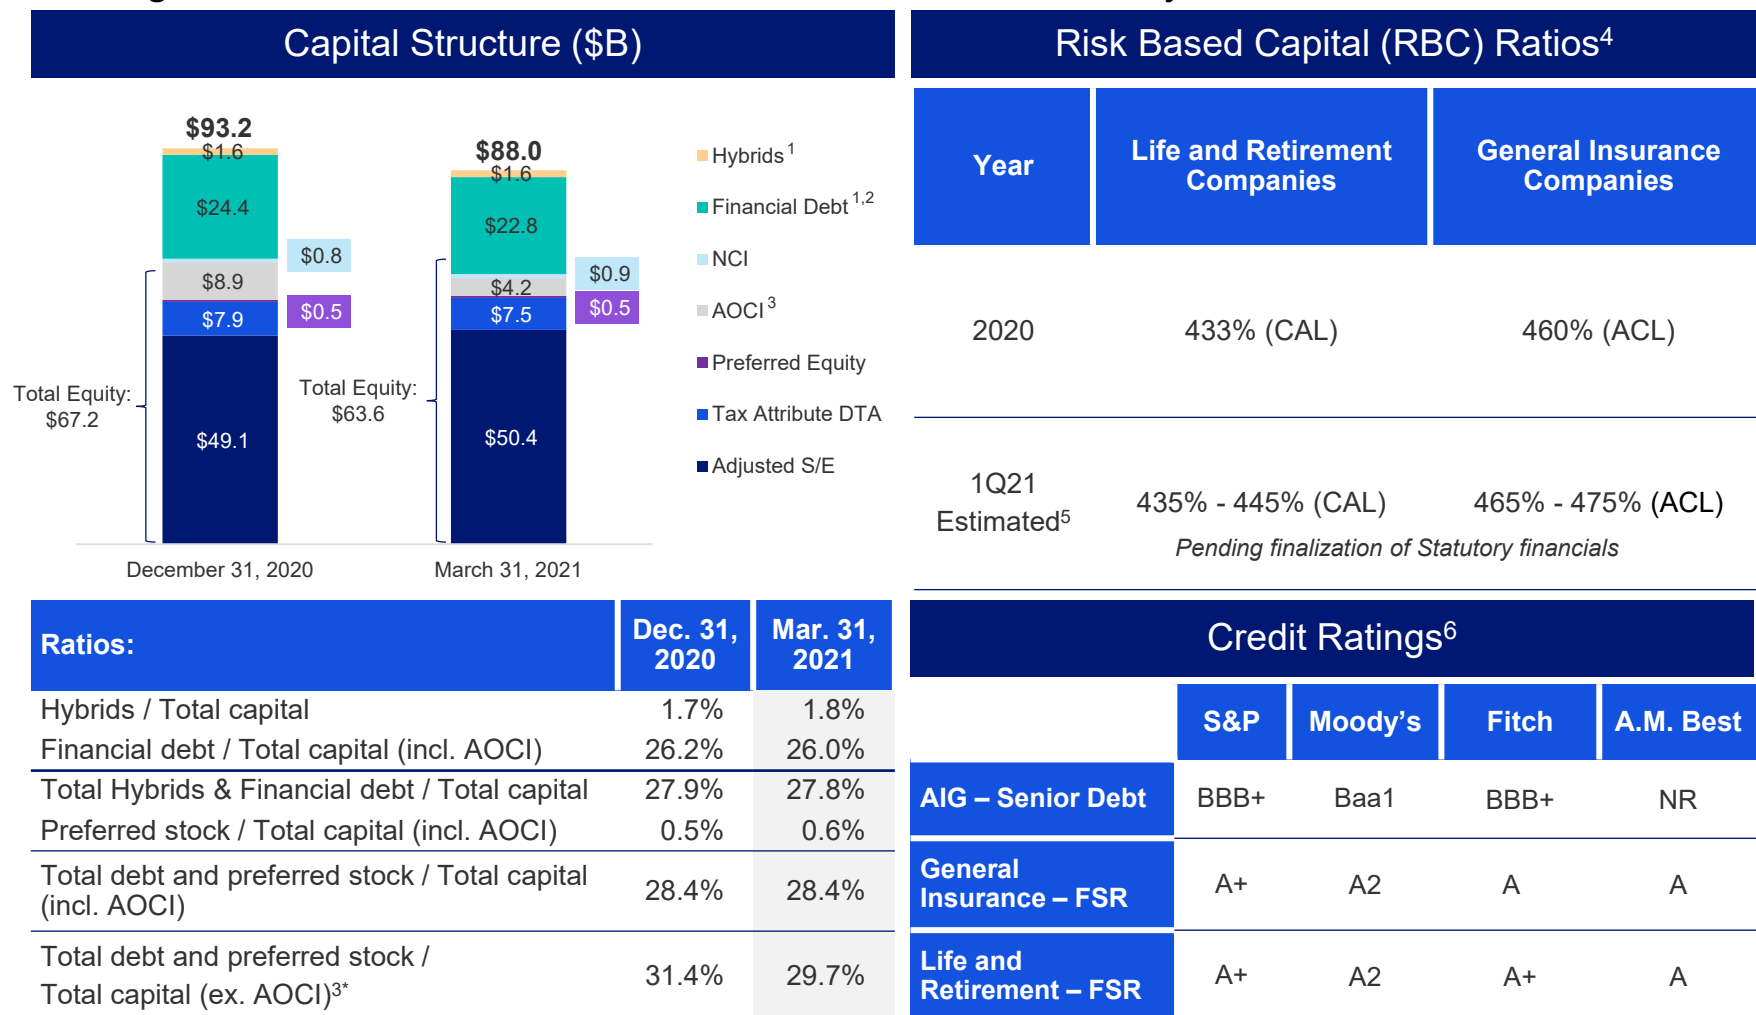 Capital Structure ($B)
$93.2
$1.6
$24.4
$0.8
$8.9
$0.5
$7.9
Total Equity:
$67.2
$49.1
December 31, 2020
$88.0
$1.6
$22.8
$0.9
$4.2
$0.5
$7.5
Total Equity:
$63.6
$50.4
March 31, 2021
Hybrids1
Financial Debt1,2
NCI
AOCI3
Preferred Equity
Tax Attribute DTA
Adjusted S/E
Ratios:
Dec. 31,
2020
Mar. 31,
2021
Hybrids / Total capital 1.7% 1.8%
Financial debt / Total capital (incl. AOCI) 26.2% 26.0%
Total Hybrids & Financial debt / Total capital 27.9% 27.8%
Preferred stock / Total capital (incl. AOCI) 0.5% 0.6%
Total debt and preferred stock / Total capital
(incl. AOCI) 28.4% 28.4%
Total debt and preferred stock /
Total capital (ex. AOCI)3* 31.4% 29.7%
Risk Based Capital (RBC) Ratios4
Year
Life and Retirement
Companies
General Insurance
Companies
2020 433% (CAL) 460% (ACL)
1Q21
Estimated5
435% - 445% (CAL) 465% - 475% (ACL)
Pending finalization of Statutory financials
Credit Ratings6
S&P Moody’s Fitch A.M. Best
AIG – Senior Debt BBB+ Baa1 BBB+ NR
General
Insurance – FSR A+ A2 A A
Life and
Retirement – FSR A+ A2 A+ A